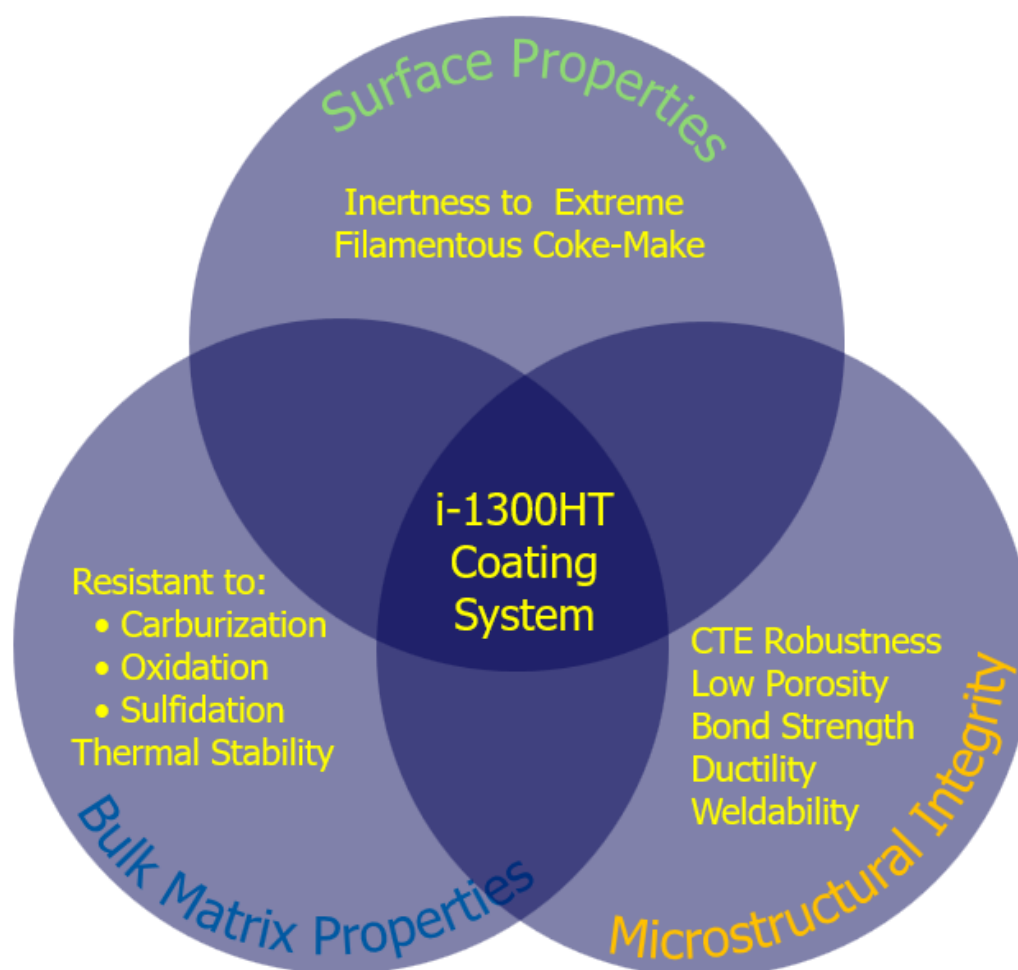 Surface Properties
Inertness to Extreme
Filamentous Coke-Make
i-1300HT
Coating
System
Resistant to:
• Carburization
• Oxidation
• Sulfidation
Thermal Stability
Bulk Matrix Properties
CTE Robustness
Low Porosity
Bond Strength
Ductility
Weldability
Microstructural Integrity